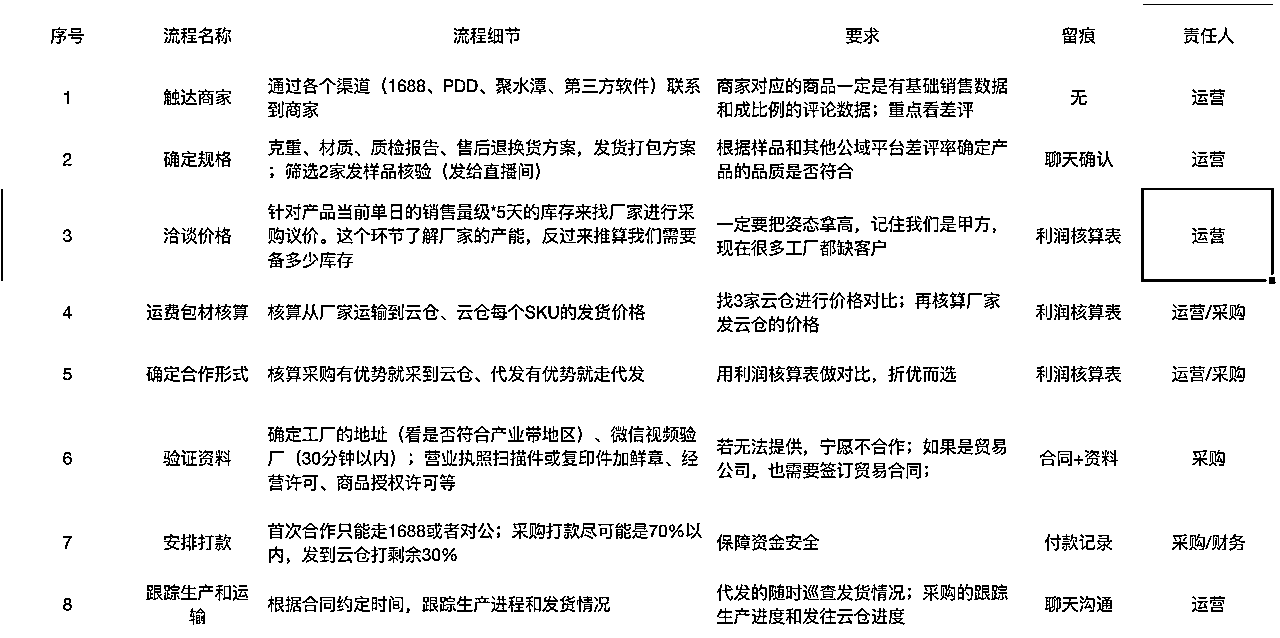 序号 流程名称 流程细节 要求 留痕 责任人
1 触达商家 通过各个渠道（1688、PDD、聚水潭、第三方软件）联系
到商家 商家对应的商品一定是有基础销售数据
和成比例的评论数据；重点看差评 无 运营
2 确定规格 克重、材质、质检报告、售后退换货方案，发货打包方案
；筛选2家发样品核验（发给直播间） 根据样品和其他公域平台差评率确定产
品的品质是否符合 聊天确认 运营
3 洽谈价格 针对产品当前单日的销售量级*5天的库存来找厂家进行采
购议价。这个环节了解厂家的产能，反过来推算我们需要
备多少库存 一定要把姿态拿高，记住我们是甲方，
现在很多工厂都缺客户 利润核算表 运营
4 运费包材核算 核算从厂家运输到云仓、云仓每个SKU的发货价格 找3家云仓进行价格对比；再核算厂家
发云仓的价格 利润核算表 运营/采购
5 确定合作形式 核算采购有优势就采到云仓、代发有优势就走代发 用利润核算表做对比，折优而选 利润核算表 运营/采购
6 验证资料 确定工厂的地址（看是否符合产业带地区）、微信视频验
厂（30分钟以内）；营业执照扫描件或复印件加鲜章、经
营许可、商品授权许可等 若无法提供，宁愿不合作；如果是贸易
公司，也需要签订贸易合同； 合同+资料 采购
7 安排打款 首次合作只能走1688或者对公；采购打款尽可能是70%以
内，发到云仓打剩余30% 保障资金安全 付款记录 采购/财务
8 跟踪生产和运
输 根据合同约定时间，跟踪生产进程和发货情况 代发的随时巡查发货情况；采购的跟踪
生产进度和发往云仓进度 聊天沟通 运营